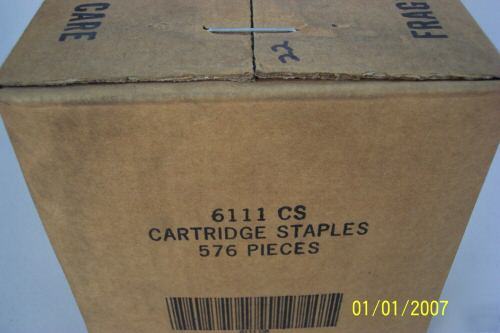 CARE
FRAG
22
6111 CS
CARTRIDGE STAPLES
576 PIECES
01/01/2007